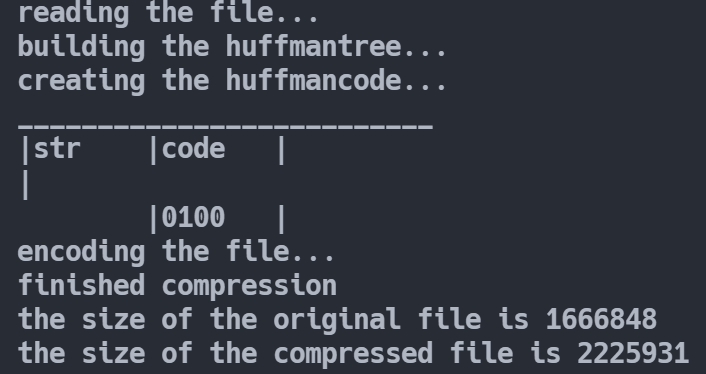 reading the file...
building the huffmantree...
creating the huffmancode...
__________________________
|str    |code   |
|
        |0100   |
encoding the file...
finished compression
the size of the original file is 1666848
the size of the compressed file is 2225931